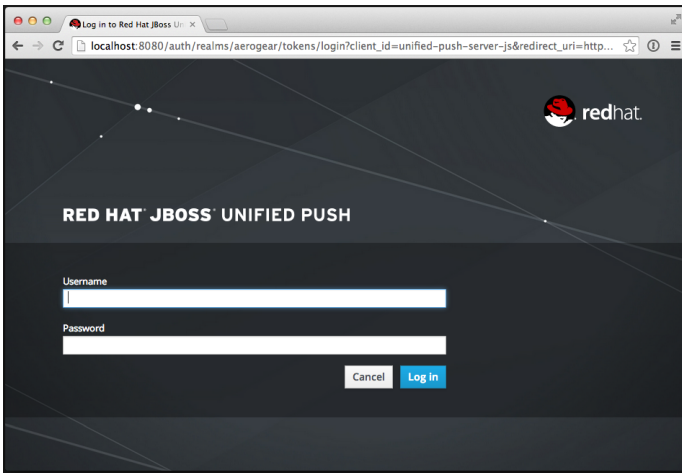 Log in to Red Hat JBoss Un
localhost:8080/auth/realms/aerogear/tokens/login?client_id=unified-push-server-js&redirect_uri=http...
redhat.
RED HAT® JBOSS® UNIFIED PUSH
Username
Password
Cancel Log in